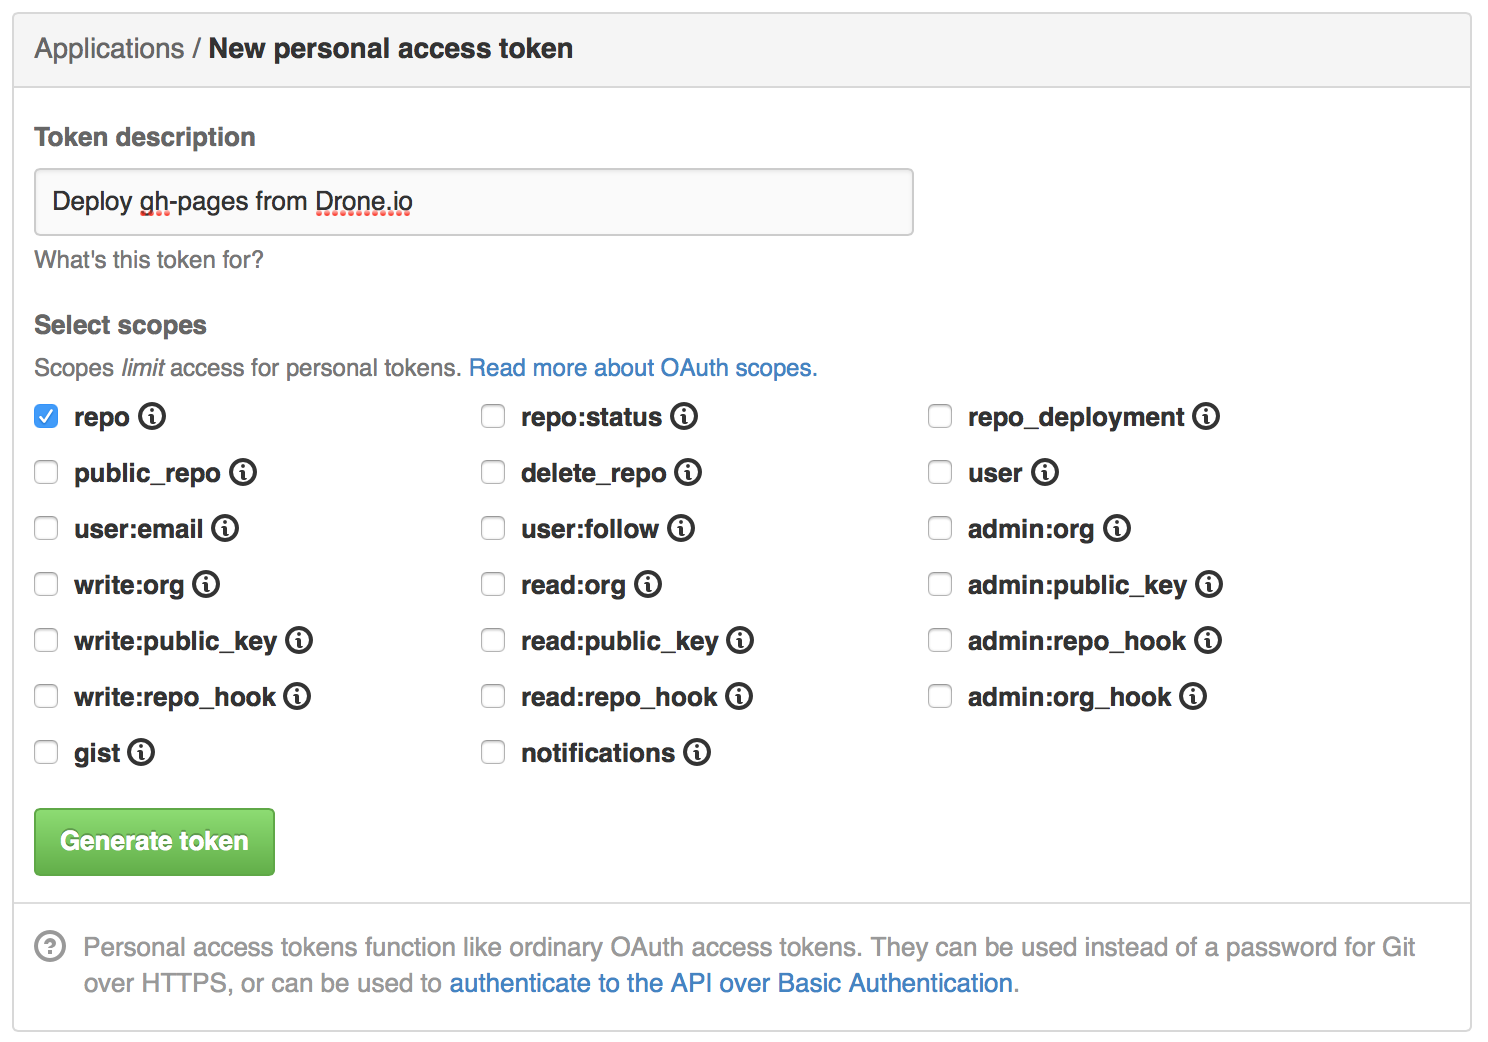 Applications / New personal access token
Token description
Deploy gh-pages from Drone.io
What's this token for?
Select scopes
Scopes limit access for personal tokens. Read more about OAuth scopes.
repo repo:status repo_deployment
public_repo delete_repo user
user:email user:follow admin:org
write:org read:org admin:public_key
write:public_key read:public_key admin:repo_hook
write:repo_hook read:repo_hook admin:org_hook
gist notifications
Generate token
Personal access tokens function like ordinary OAuth access tokens. They can be used instead of a password for Git
over HTTPS, or can be used to authenticate to the API over Basic Authentication.